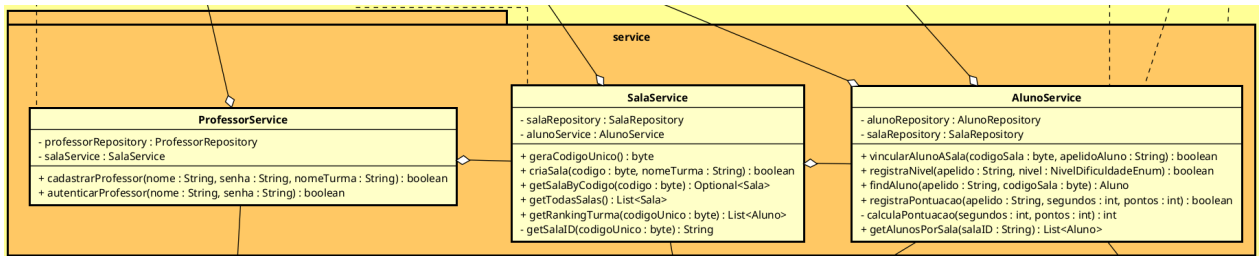 service
ProfessorService
- professorRepository : ProfessorRepository
- salaService : SalaService
+ cadastrarProfessor(nome : String, senha : String, nomeTurma : String) : boolean
+ autenticarProfessor(nome : String, senha : String) : boolean
SalaService
- salaRepository : SalaRepository
- alunoService : AlunoService
+ geraCodigoUnico() : byte
+ criaSala(codigo : byte, nomeTurma : String) : boolean
+ getSalaByCodigo(codigo : byte) : Optional<Sala>
+ getTodasSalas() : List<Sala>
+ getRankingTurma(codigoUnico : byte) : List<Aluno>
- getSalaID(codigoUnico : byte) : String
AlunoService
- alunoRepository : AlunoRepository
- salaRepository : SalaRepository
+ vincularAlunoASala(codigoSala : byte, apelidoAluno : String) : boolean
+ registraNivel(apelido : String, nivel : NivelDificuldadeEnum) : boolean
+ findAluno(apelido : String, codigoSala : byte) : Aluno
+ registraPontuacao(apelido : String, segundos : int, pontos : int) : boolean
- calculaPontuacao(segundos : int, pontos : int) : int
+ getAlunosPorSala(salaID : String) : List<Aluno>